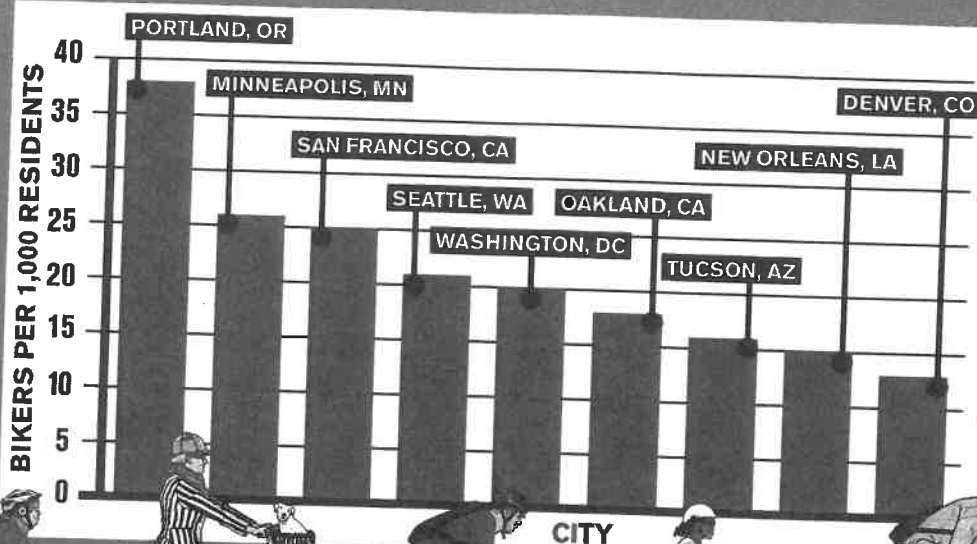 PORTLAND, OR
MINNEAPOLIS, MN
SAN FRANCISCO, CA
SEATTLE, WA
WASHINGTON, DC
OAKLAND, CA
TUCSON, AZ
NEW ORLEANS, LA
DENVER, CO
BIKERS PER 1,000 RESIDENTS
40
35
30
25
20
15
10
5
0
CITY